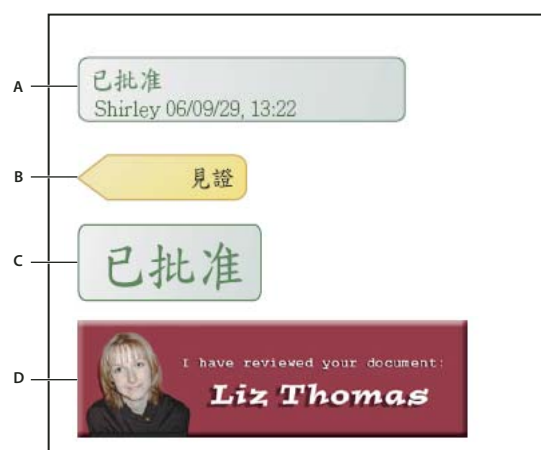 A
已批准
Shirley 06/09/29, 13:22
B
見證
C
已批准
D
I have reviewed your document:
Liz Thomas